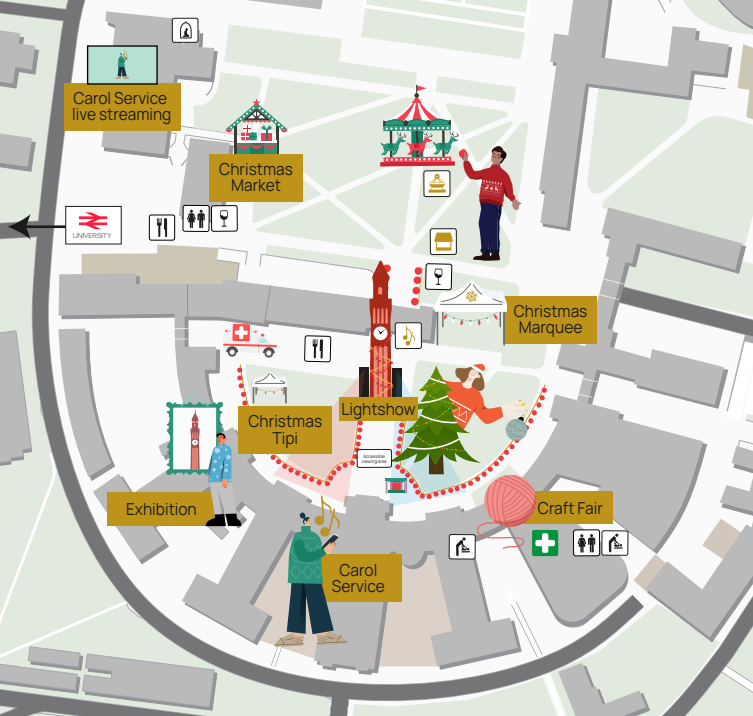 Carol Service
live streaming
Christmas
Market
UNIVERSITY
Christmas
Marquee
Lightshow
Christmas
Tipi
Accessible
viewing area
Exhibition
Craft Fair
Carol
Service